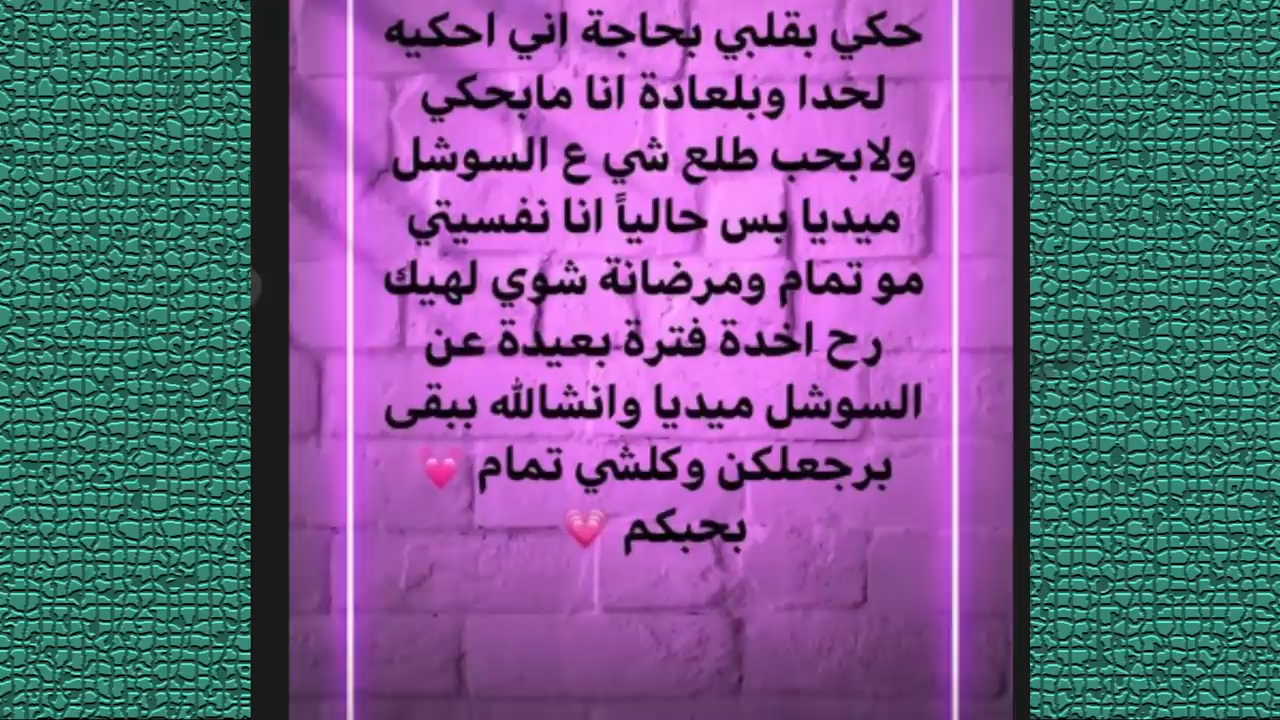 حكي بقلبي بحاجة اني احكيه
لحدا وبلعادة انا مابحكي
ولابحب طلع شي ع السوشل
ميديا بس حالياً انا نفسيتي
مو تمام ومرضانة شوي لهيك
رح اخدة فترة بعيدة عن
السوشل ميديا وانشالله ببقى
برجعلكن وكلشي تمام 💗
بحبكم 💗